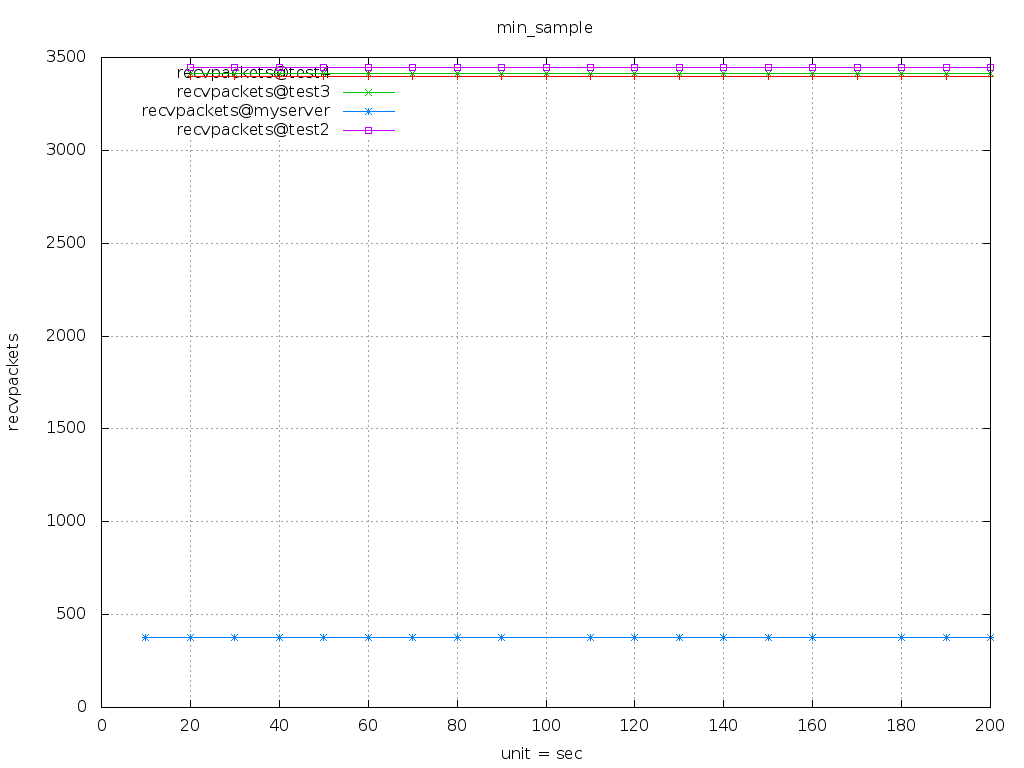 min_sample
3500
recvpackets@test4
recvpackets@test3
recvpackets@myserver
recvpackets@test2
3000
2500
2000
1500
1000
500
0
recvpackets
0 20 40 60 80 100 120 140 160 180 200
unit = sec